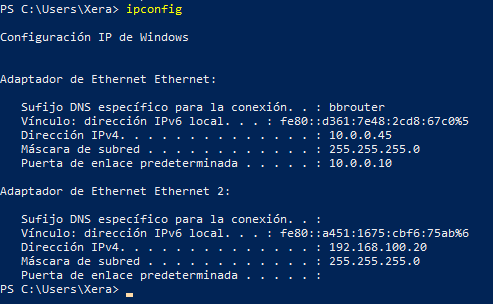 PS C:\Users\Xera> ipconfig
Configuración IP de Windows
Adaptador de Ethernet Ethernet:
Sufijo DNS específico para la conexión. . : bbrouter
Vínculo: dirección IPv6 local. . . : fe80::d361:7e48:2cd8:67c0%5
Dirección IPv4. . . . . . . . . . . . . . : 10.0.0.45
Máscara de subred . . . . . . . . . . . . : 255.255.255.0
Puerta de enlace predeterminada . . . . . : 10.0.0.10
Adaptador de Ethernet Ethernet 2:
Sufijo DNS específico para la conexión. . :
Vínculo: dirección IPv6 local. . . : fe80::a451:1675:cbf6:75ab%6
Dirección IPv4. . . . . . . . . . . . . . : 192.168.100.20
Máscara de subred . . . . . . . . . . . . : 255.255.255.0
Puerta de enlace predeterminada . . . . . :
PS C:\Users\Xera>